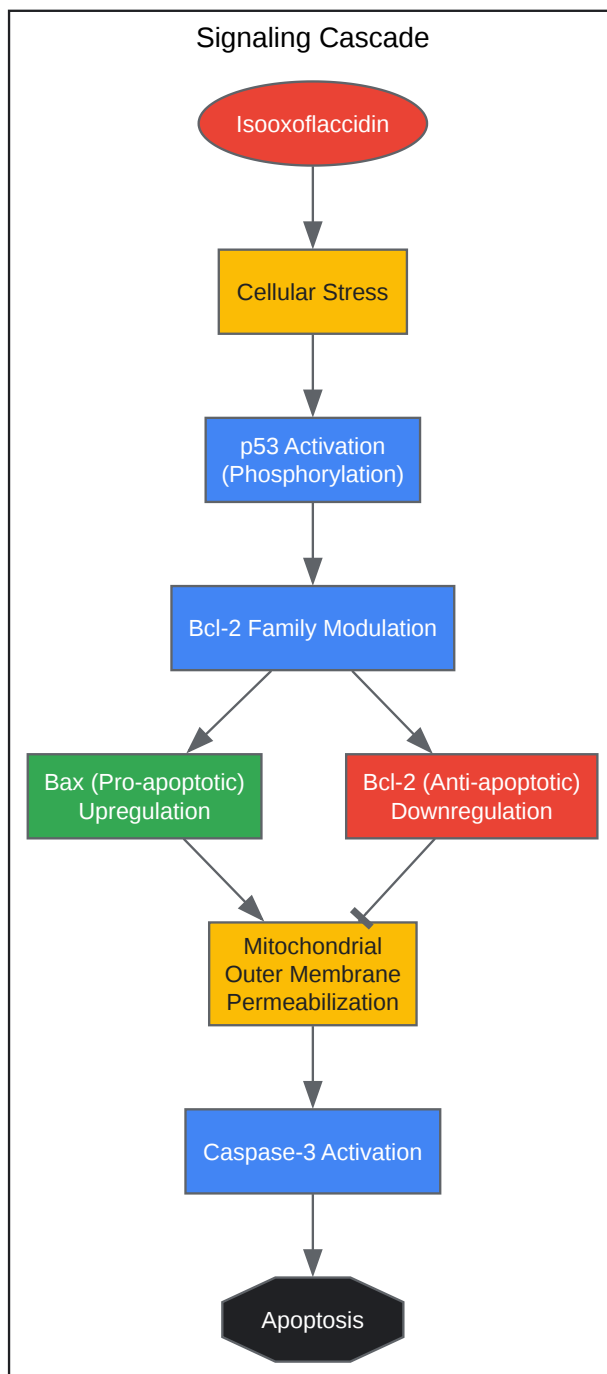 Signaling Cascade
Isooxoflaccidin
Cellular Stress
p53 Activation
(Phosphorylation)
Bcl-2 Family Modulation
Bax (Pro-apoptotic)
Upregulation
Bcl-2 (Anti-apoptotic)
Downregulation
Mitochondrial
Outer Membrane
Permeabilization
Caspase-3 Activation
Apoptosis